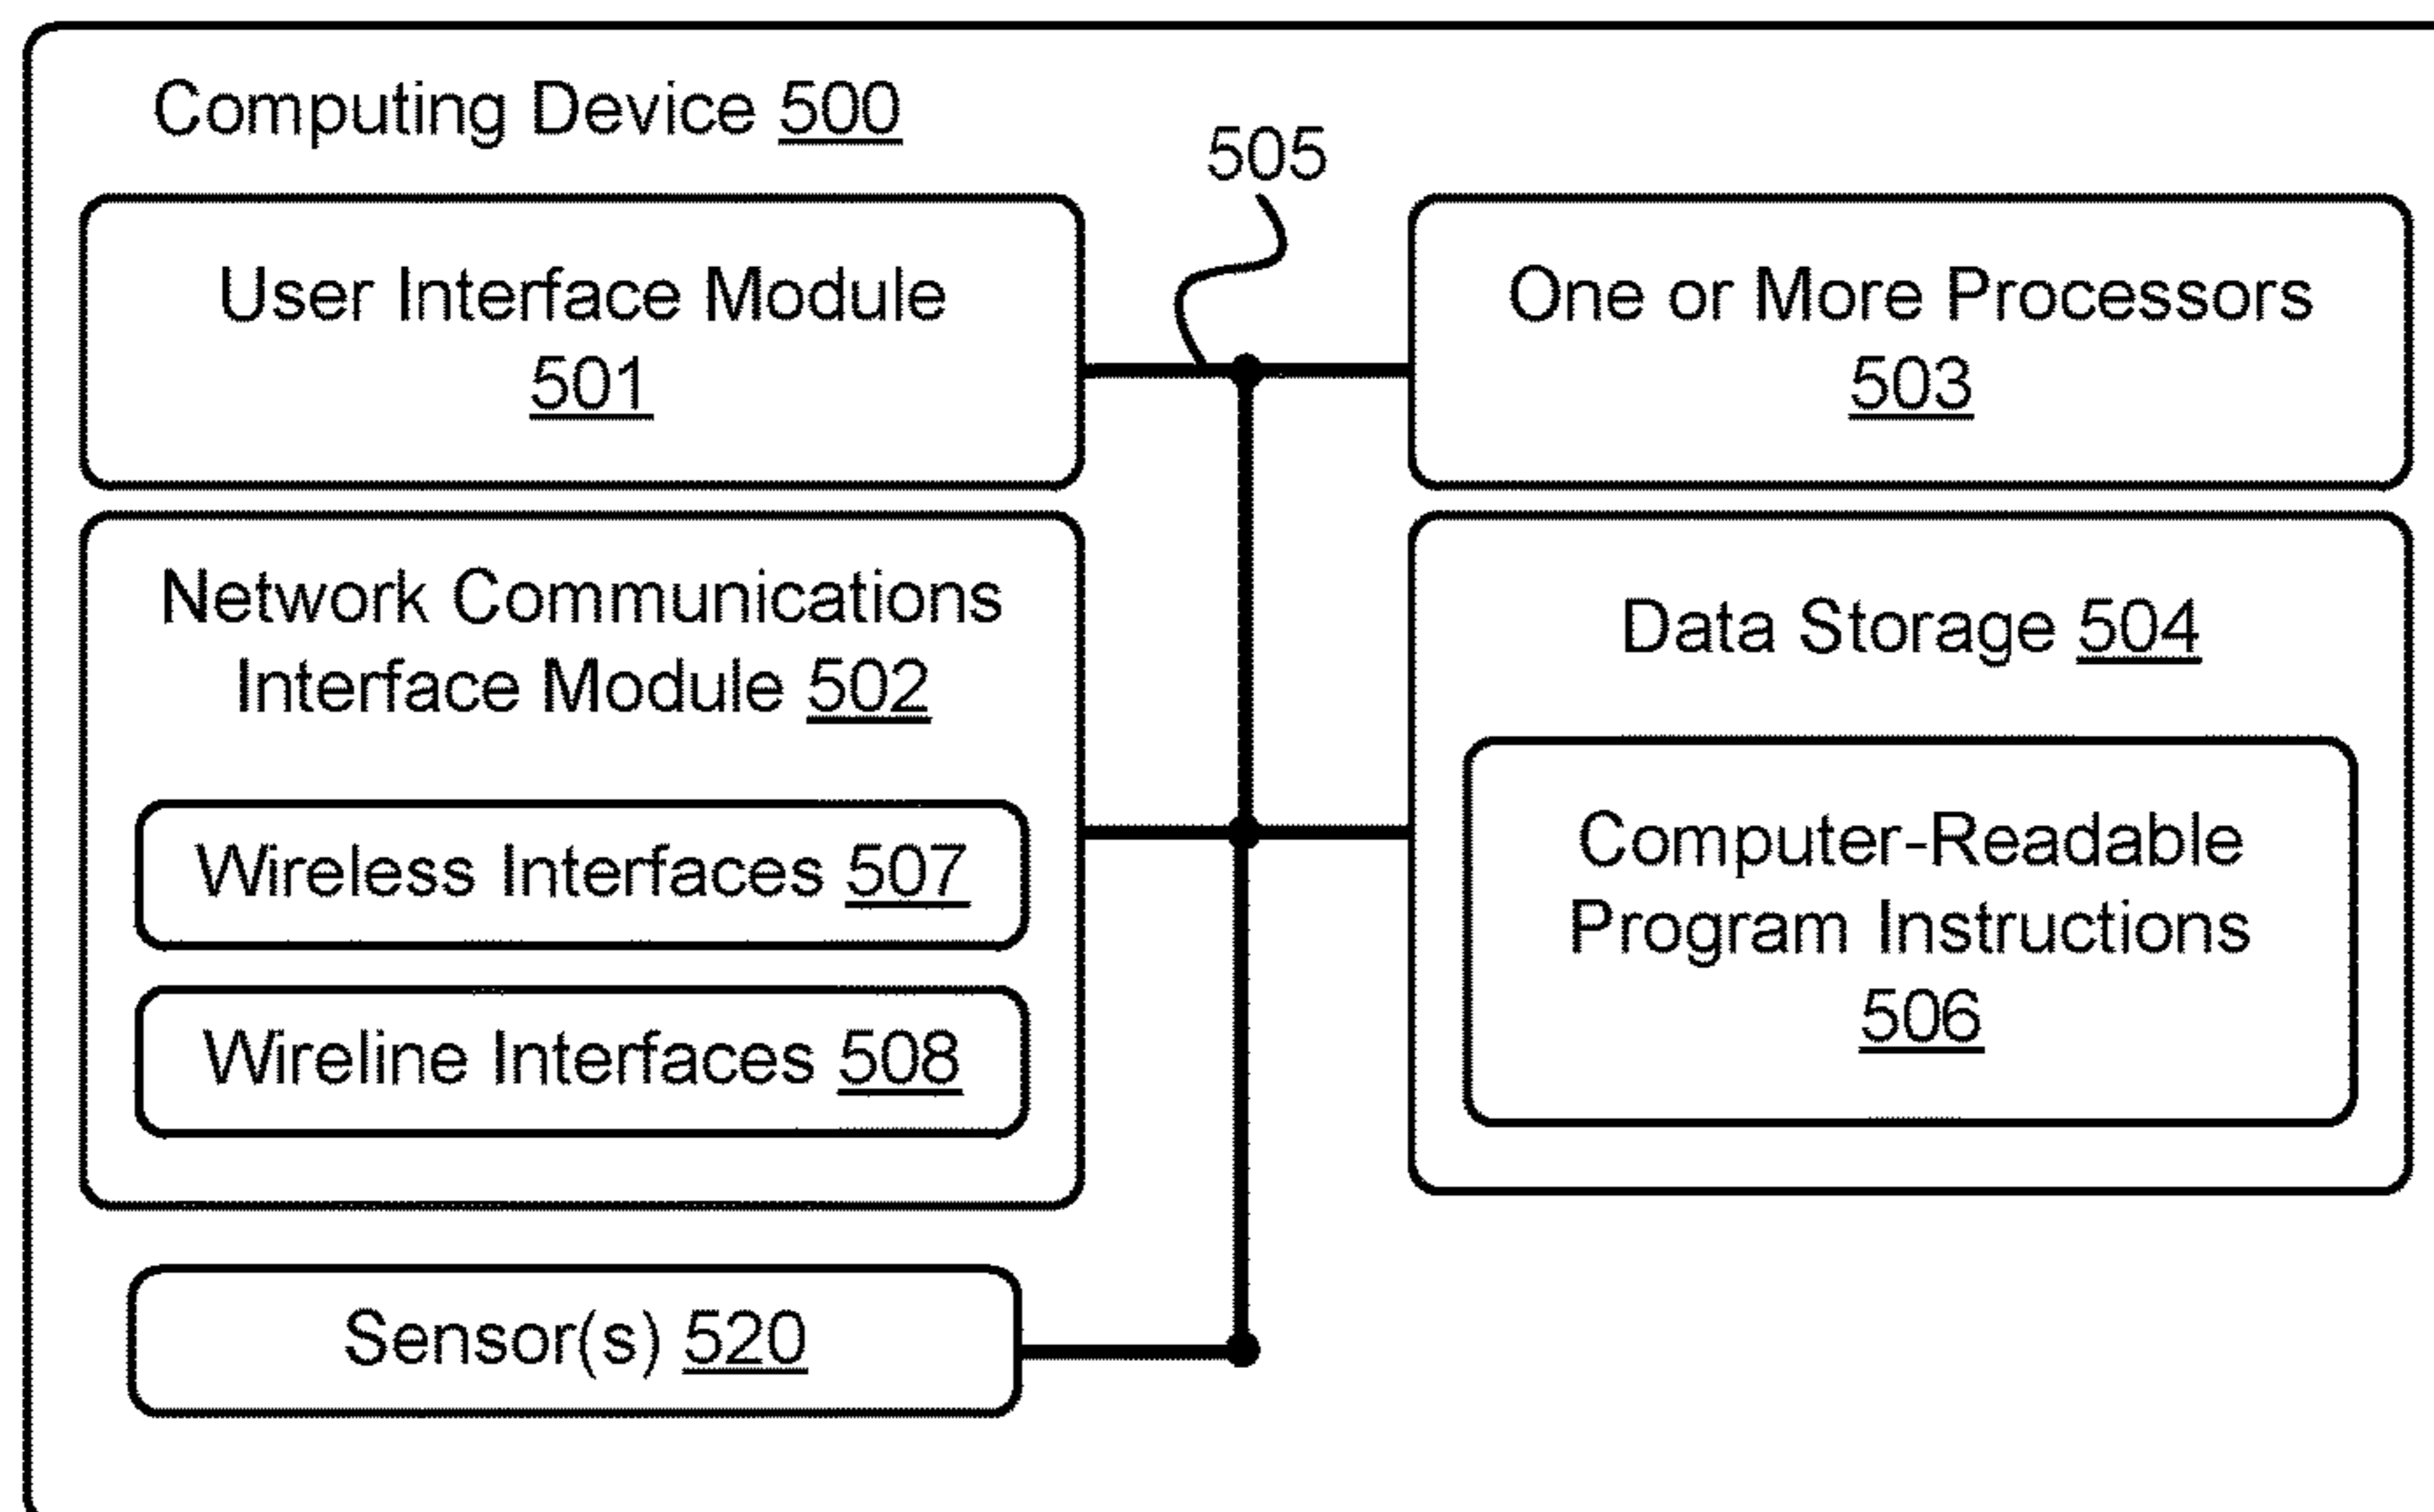 Computing Device 500
505
User Interface Module
501
One or More Processors
503
Network Communications
Interface Module 502
Wireless Interfaces 507
Wireline Interfaces 508
Data Storage 504
Computer-Readable
Program Instructions
506
Sensor(s) 520